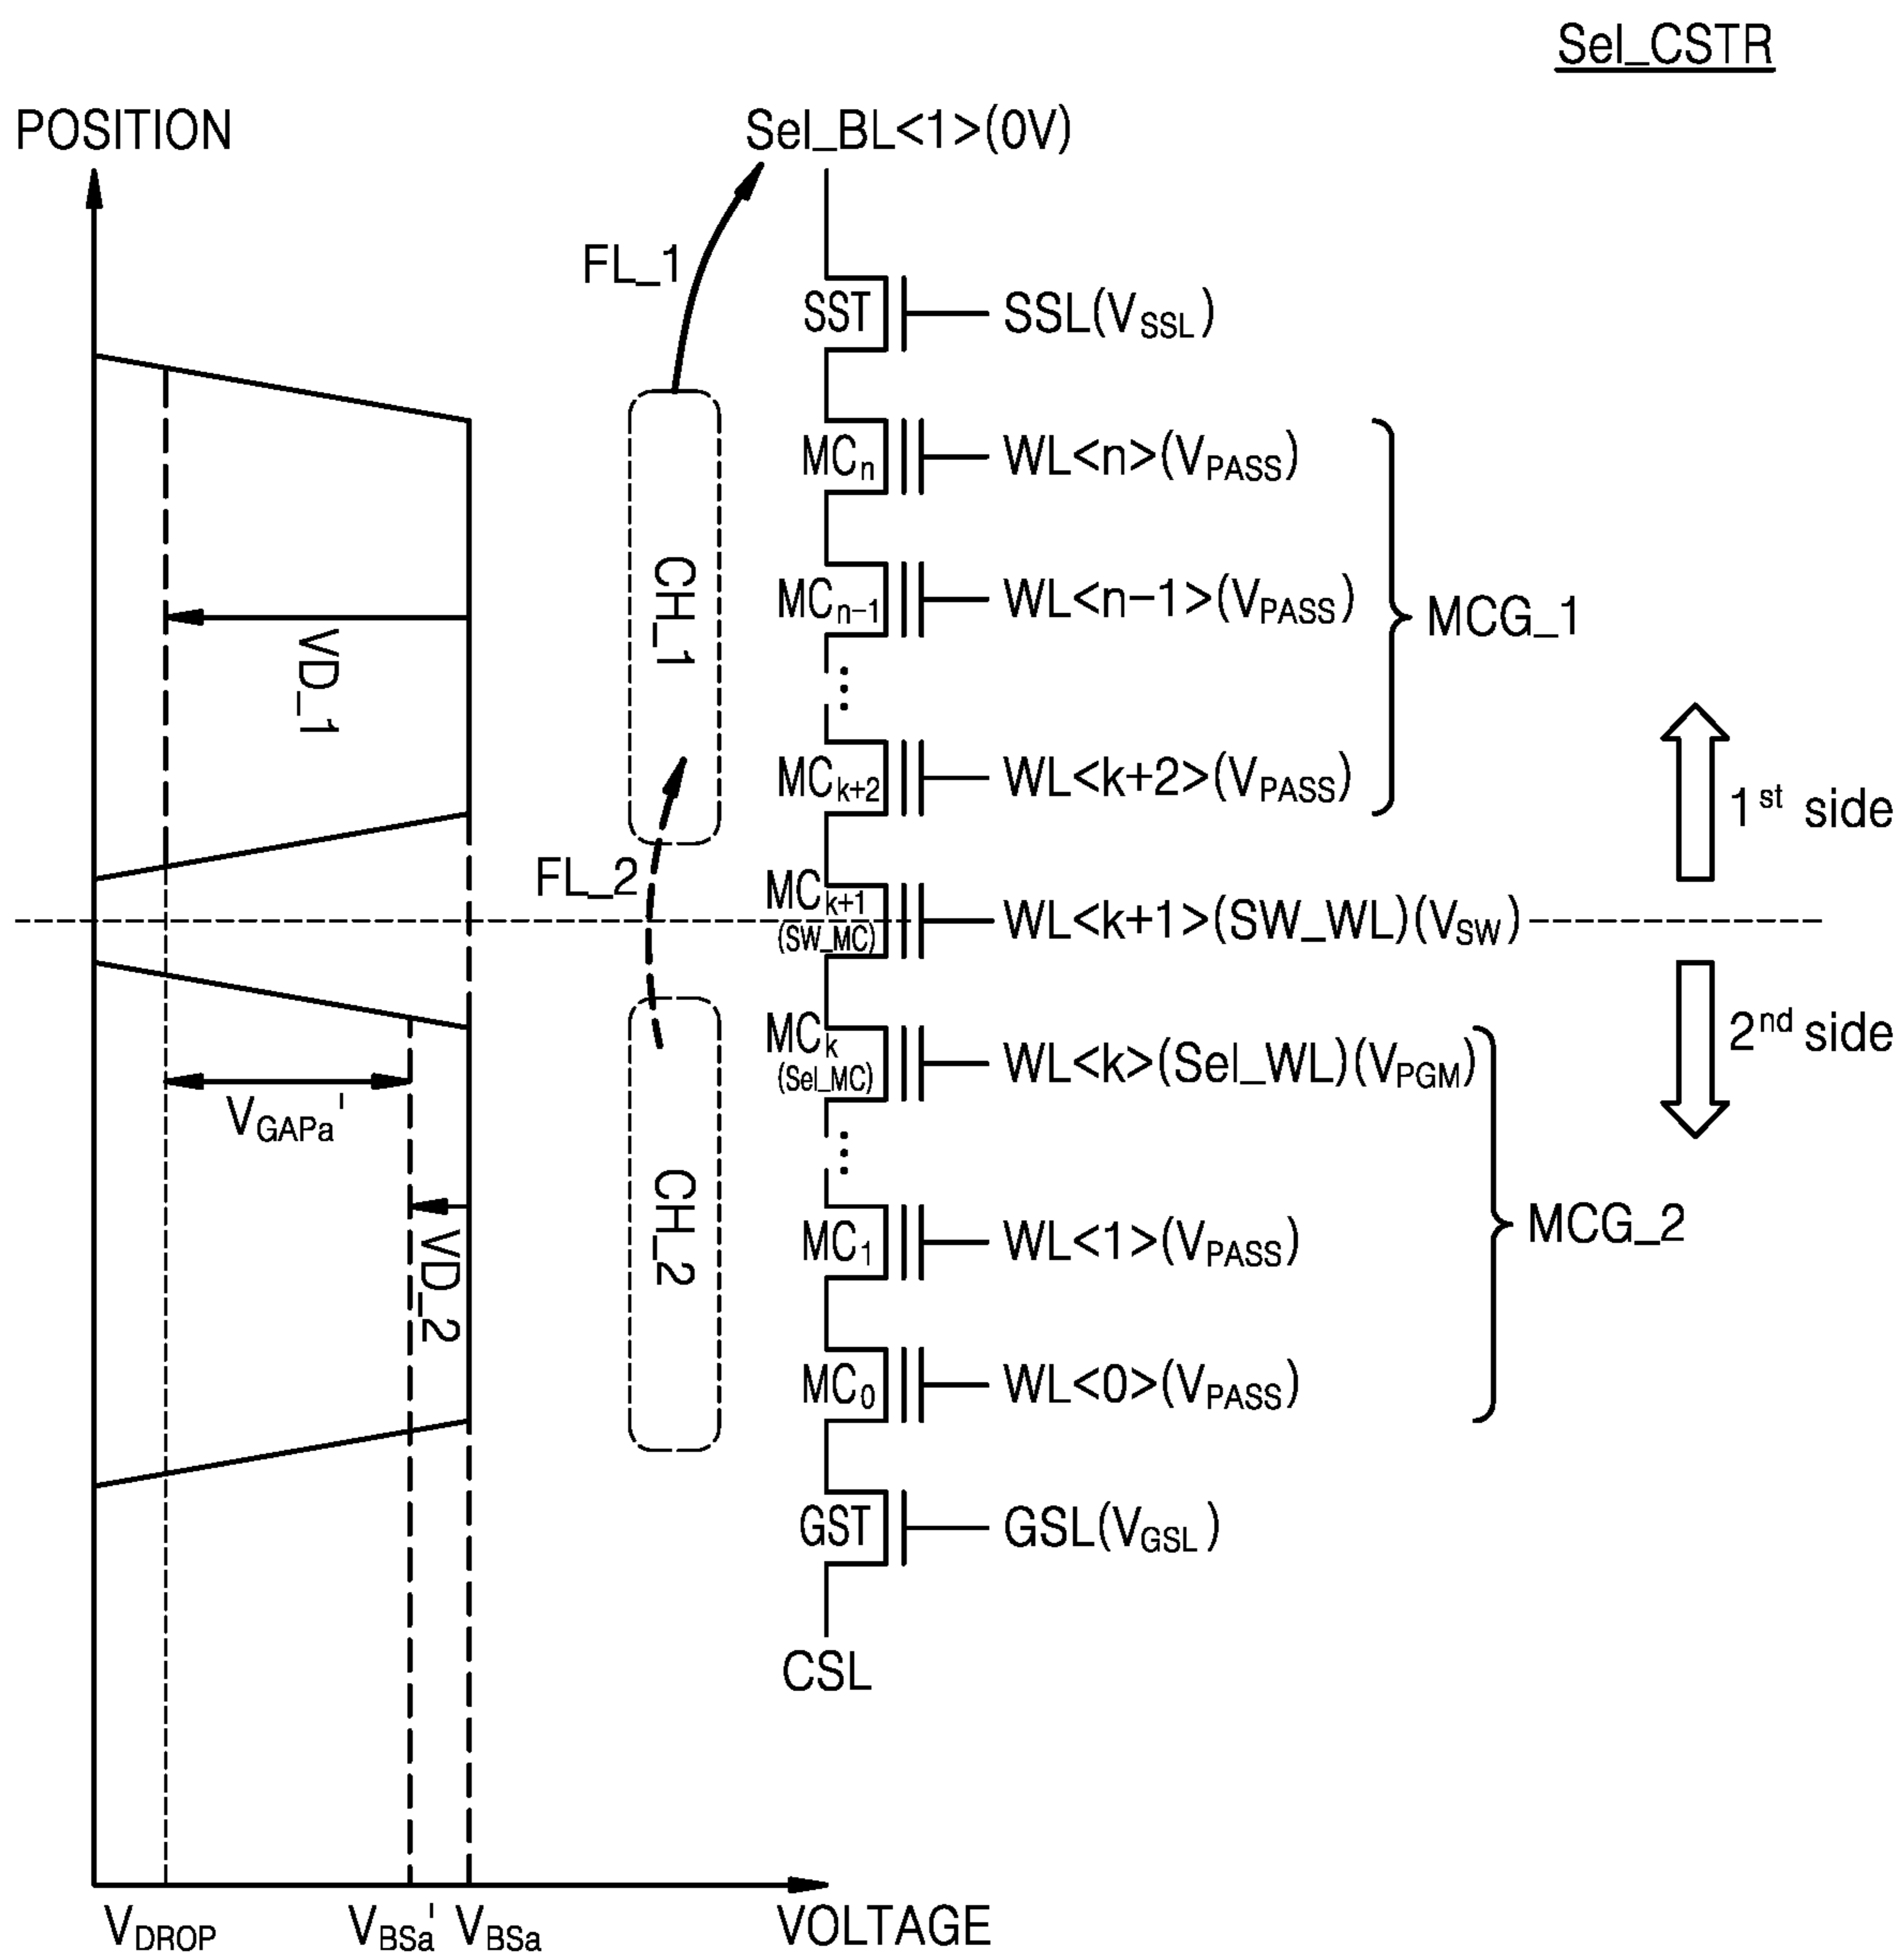 Sel_CSTR
POSITION
Sel_BL<1>(0V)
FL_1
SST
SSL(VSSL)
MCn
WL<n>(VPASS)
CH_1
MCn-1
WL<n-1>(VPASS)
MCG_1
VD_1
MCk+2
WL<k+2>(VPASS)
1st side
FL_2
MCk+1
(SW_MC)
WL<k+1>(SW_WL)(VSW)
MCk
(Sel_MC)
WL<k>(Sel_WL)(VPGM)
2nd side
VGAPa'
CH_2
MC1
WL<1>(VPASS)
MCG_2
VD_2
MC0
WL<0>(VPASS)
GST
GSL(VGSL)
CSL
VDROP
VBSa'
VBSa
VOLTAGE